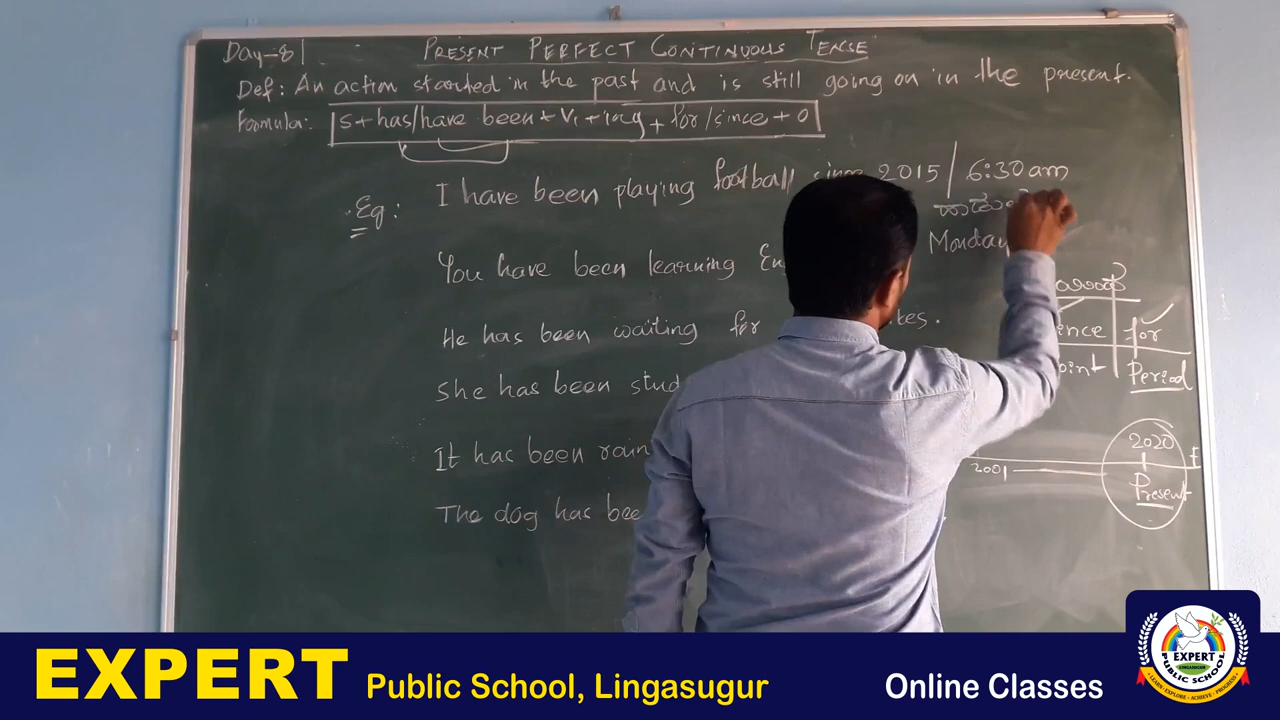 Day-8| PRESENT PERFECT CONTINUOUS TENSE
Def: An action started in the past and is still going on in the present.
Formula: S+ has/have been + V1 + ing + for/since + O
Eg: I have been playing football since 2015 / 6:30 am
Monday
You have been learning En
He has been waiting for tes.
since for
She has been stud
point Period
It has been rain
2001 2020
Present
The dog has bee
EXPERT Public School, Lingasugur Online Classes
EXPERT
LINGASUGUR
PUBLIC SCHOOL